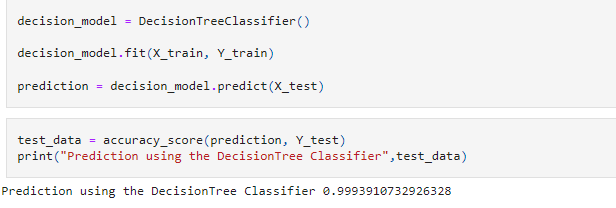 decision_model = DecisionTreeClassifier()
decision_model.fit(X_train, Y_train)
prediction = decision_model.predict(X_test)
test_data = accuracy_score(prediction, Y_test)
print("Prediction using the DecisionTree Classifier",test_data)
Prediction using the DecisionTree Classifier 0.9993910732926328